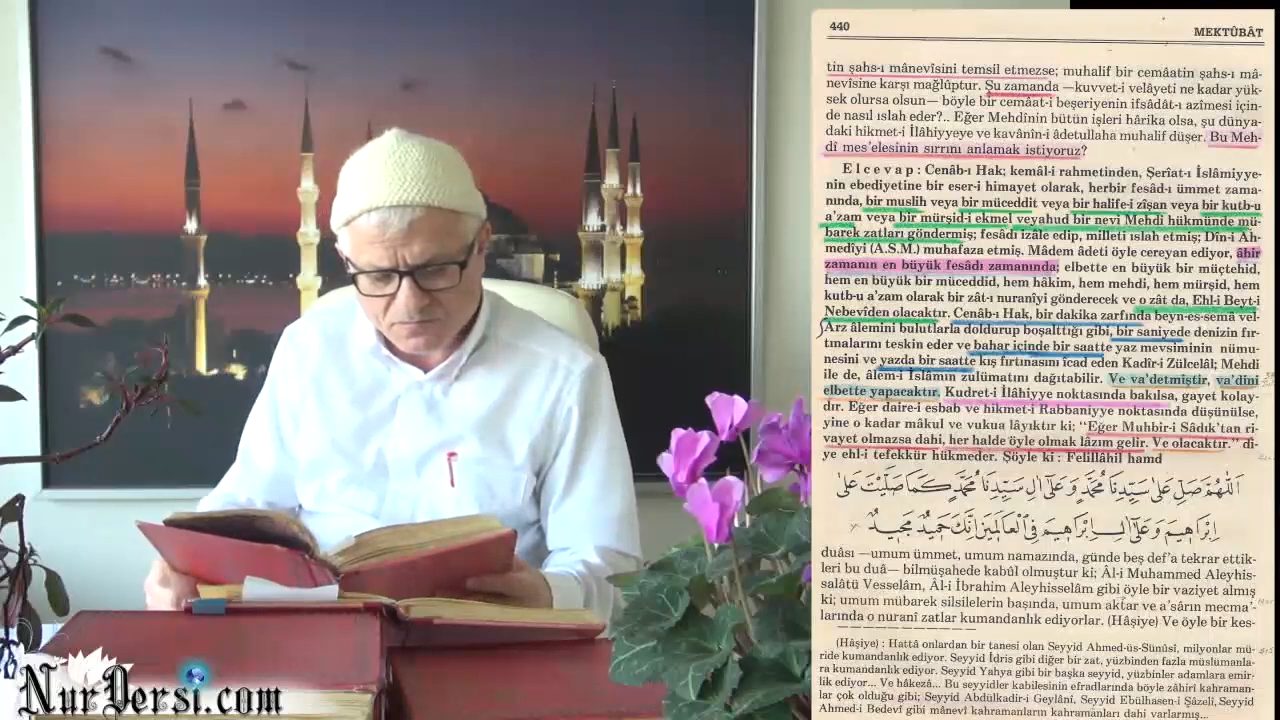 440
MEKTÛBÂT
tin şahs-ı mânevîsini temsil etmezse; muhalif bir cemâatin şahs-ı mâ-
nevisine karşı mağlûptur. Şu zamanda —kuvvet-i velâyeti ne kadar yük-
sek olursa olsun— böyle bir cemâat-i beşeriyenin ifsâdât-ı azîmesi için-
de nasıl ıslah eder?.. Eğer Mehdînin bütün işleri hârika olsa, şu dünya-
daki hikmet-i İlâhiyyeye ve kavânîn-i âdetullaha muhalif düşer. Bu Meh-
dî mes'elesinin sırrını anlamak istiyoruz?
Elcevap: Cenâb-ı Hak; kemâl-i rahmetinden, Şerîat-ı İslâmiyye-
nin ebediyetine bir eser-i himayet olarak, herbir fesâd-ı ümmet zama-
nında, bir muslih veya bir müceddit veya bir halife-i zîşan veya bir kutb-u
a'zam veya bir mürşid-i ekmel veyahud bir nevi Mehdî hükmünde mü-
barek zatları göndermiş; fesâdı izâle edip, milleti ıslah etmiş; Dîn-i Ah-
mediyi (A.S.M.) muhafaza etmiş. Mâdem âdeti öyle cereyan ediyor, âhir
zamanın en büyük fesâdı zamanında; elbette en büyük bir müçtehid,
hem en büyük bir müceddid, hem hâkim, hem mehdi, hem mürşid, hem
kutb-u a'zam olarak bir zât-ı nuranîyi gönderecek ve o zât da, Ehl-i Beyt-i
Nebevîden olacaktır. Cenâb-ı Hak, bir dakika zarfında beyn-es-semâ vel-
Arz âlemini bulutlarla doldurup boşalttığı gibi, bir saniyede denizin fır-
tınalarını teskin eder ve bahar içinde bir saatte yaz mevsiminin nümu-
nesini ve yazda bir saatte kış fırtınasını îcad eden Kadîr-i Zülcelâl; Mehdi
ile de, âlem-i İslâmın zulümatını dağıtabilir. Ve va'detmiştir, va'dîni
elbette yapacaktır. Kudret-i İlâhiyye noktasında bakılsa, gayet kolay-
dır. Eğer daire-i esbab ve hikmet-i Rabbaniyye noktasında düşünülse,
yine o kadar mâkul ve vukua lâyıktır ki; "Eğer Muhbir-i Sâdık'tan ri-
vayet olmazsa dahi, her halde öyle olmak lâzım gelir. Ve olacaktır." di-
ye ehl-i tefekkür hükmeder. Şöyle ki: Felillâhil hamd
اَللّٰهُمَّ صَلِّ عَلٰى سَيِّدِنَا مُحَمَّدٍ وَعَلٰى اٰلِ سَيِّدِنَا مُحَمَّدٍ كَمَا صَلَّيْتَ عَلٰى
اِبْرَاهِيمَ وَعَلٰى اٰلِ اِبْرَاهِيمَ فِى الْعَالَمِينَ اِنَّكَ حَمِيدٌ مَجِيدٌ
duâsı —umum ümmet, umum namazında, günde beş def'a tekrar ettik-
leri bu duâ— bilmüşahede kabûl olmuştur ki; Âl-i Muhammed Aleyhis-
salâtü Vesselâm, Âl-i İbrahim Aleyhisselâm gibi öyle bir vaziyet almış
ki; umum mübarek silsilelerin başında, umum aktar ve a'sârın mecma'-
larında o nuranî zatlar kumandanlık ediyorlar. (Hâşiye) Ve öyle bir kes-
(Hâşiye) : Hattâ onlardan bir tanesi olan Seyyid Ahmed-üs-Sünûsî, milyonlar mü-
ride kumandanlık ediyor. Seyyid İdris gibi diğer bir zat, yüzbinden fazla müslümanla-
ra kumandanlık ediyor. Seyyid Yahya gibi bir başka seyyid, yüzbinler adamlara emir-
lik ediyor... Ve hâkezâ.. Bu seyyidler kabilesinin efradlarında böyle zâhirî kahraman-
lar çok olduğu gibi; Seyyid Abdülkadir-i Geylânî, Seyyid Ebülhasen-i Şâzelî, Seyyid
Ahmed-i Bedevî gibi mânevî kahramanların kahramanları dahi varlarmış...
NurDersi.com